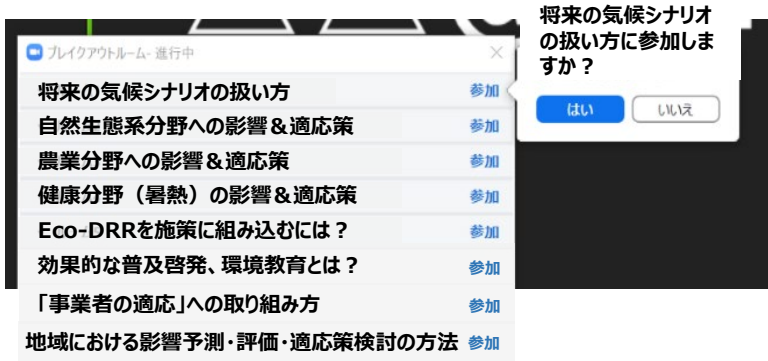 ブレイクアウトルーム- 進行中
将来の気候シナリオの扱い方 参加
自然生態系分野への影響＆適応策 参加
農業分野への影響＆適応策 参加
健康分野（暑熱）の影響＆適応策 参加
Eco-DRRを施策に組み込むには？ 参加
効果的な普及啓発、環境教育とは？ 参加
「事業者の適応」への取り組み方 参加
地域における影響予測・評価・適応策検討の方法 参加
将来の気候シナリオ
の扱い方に参加しま
すか？
はい いいえ